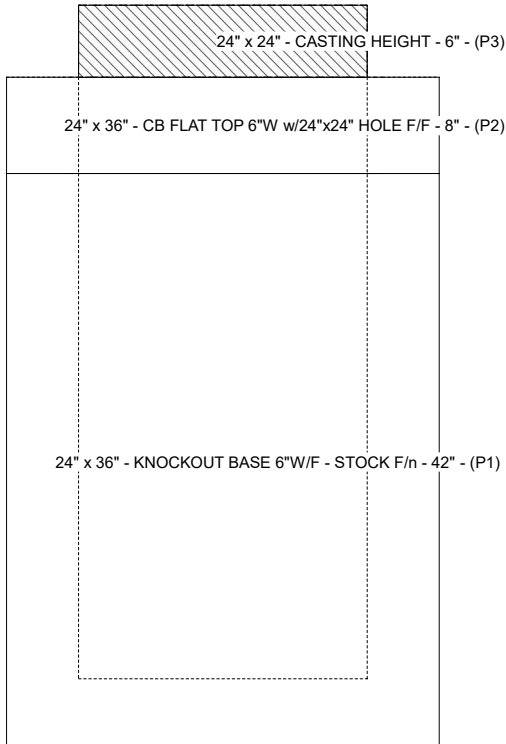 24" x 24" - CASTING HEIGHT - 6" - (P3)
24" x 36" - CB FLAT TOP 6"W w/24"x24" HOLE F/F - 8" - (P2)
24" x 36" - KNOCKOUT BASE 6"W/F - STOCK F/n - 42" - (P1)